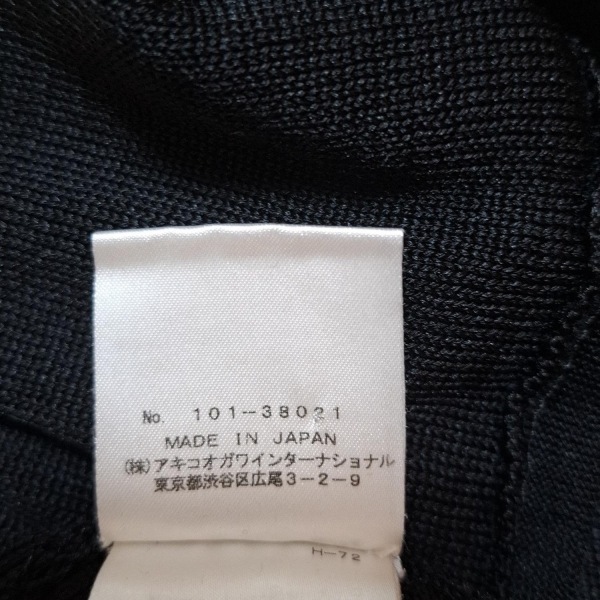 No. 101-38021
MADE IN JAPAN
(株)アキコオガワインターナショナル
東京都渋谷区広尾3-2-9
H-72